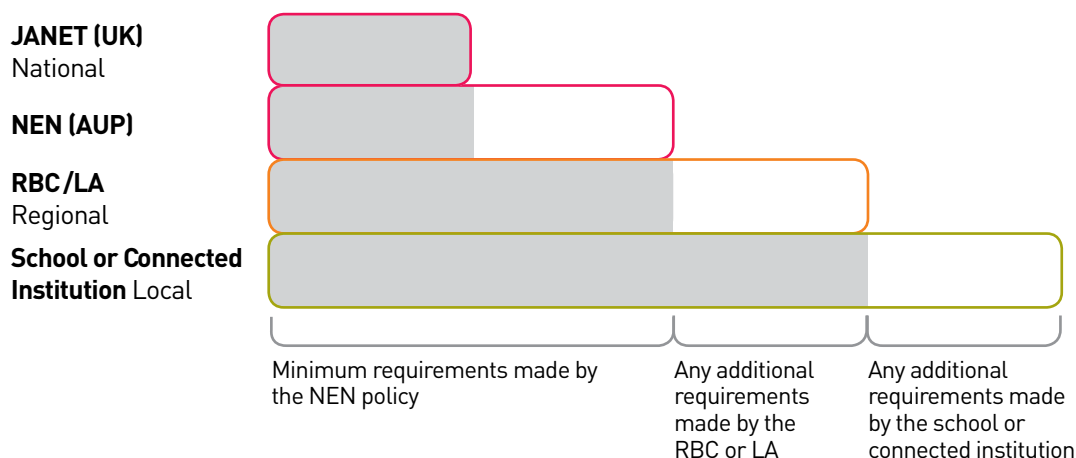 JANET (UK)
National
NEN (AUP)
RBC/LA
Regional
School or Connected
Institution Local
Minimum requirements made by
the NEN policy
Any additional
requirements
made by the
RBC or LA
Any additional
requirements made
by the school or
connected institution